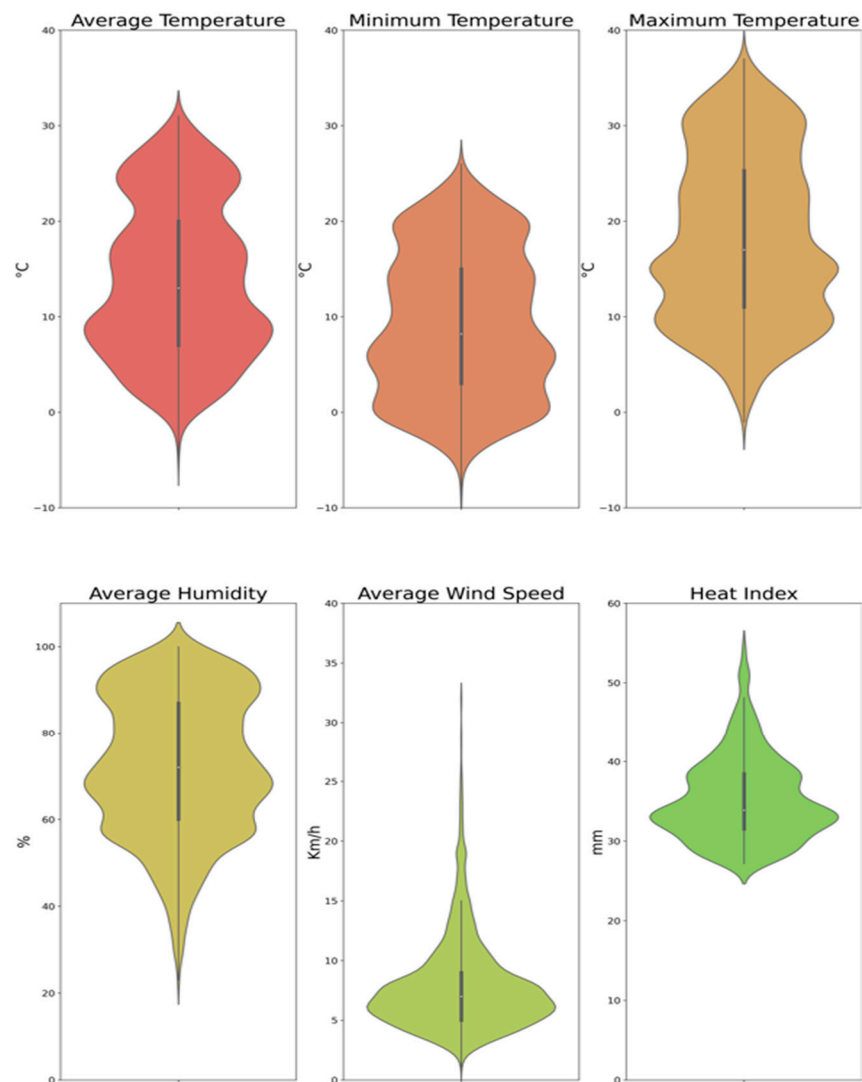 Average Temperature Minimum Temperature Maximum Temperature
40 40 40
30 30 30
20 20 20
°C °C °C
10 10 10
0 0 0
−10 −10 −10
Average Humidity Average Wind Speed Heat Index
100 40 60
80 35 50
60 30 40
% 25 30
40 Km/h 20 mm
20 15 20
0 10 10
5 0
0